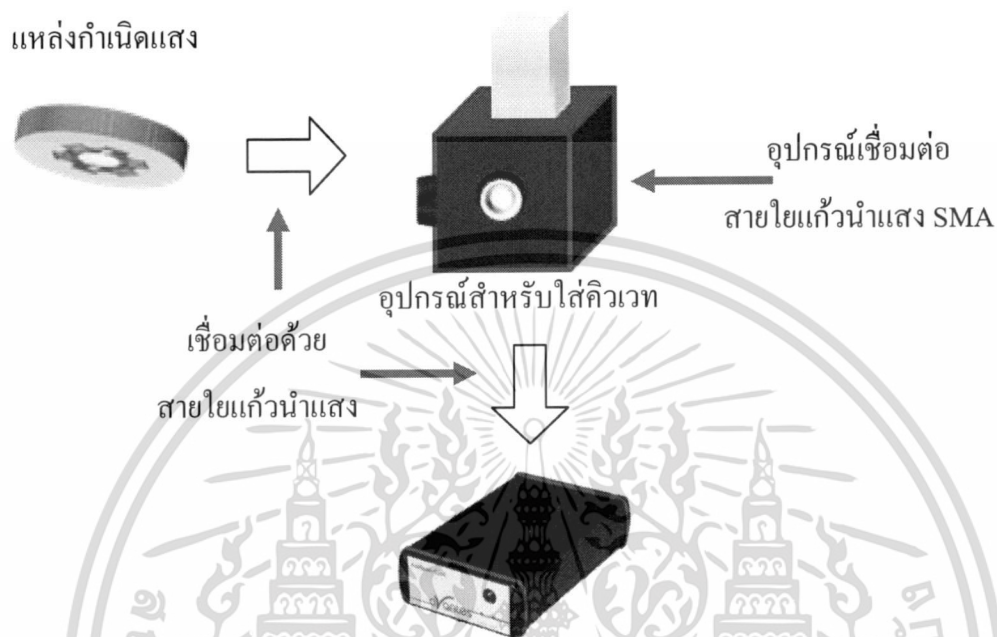 แหล่งกำเนิดแสง
อุปกรณ์เชื่อมต่อ
สายใยแก้วนำแสง SMA
อุปกรณ์สำหรับใส่คิวเวท
เชื่อมต่อด้วย
สายใยแก้วนำแสง